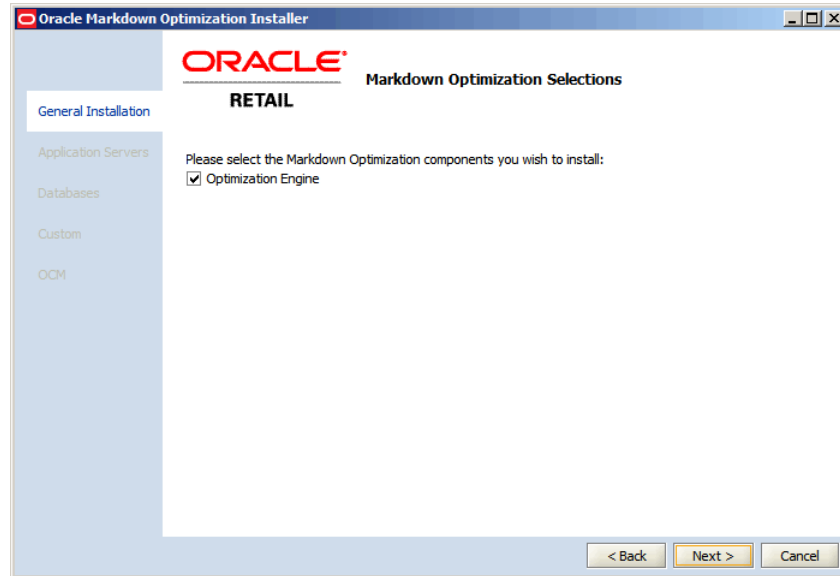 Oracle Markdown Optimization Installer
ORACLE®
RETAIL
Markdown Optimization Selections
General Installation
Application Servers
Databases
Custom
OCM
Please select the Markdown Optimization components you wish to install:
Optimization Engine
< Back
Next >
Cancel